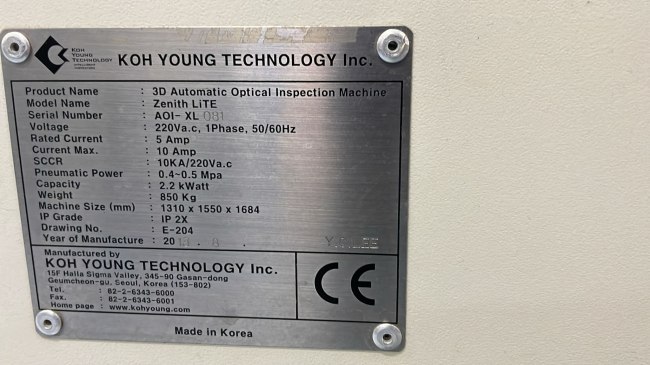 KOH YOUNG TECHNOLOGY
KOH YOUNG TECHNOLOGY Inc.
Product Name : 3D Automatic Optical Inspection Machine
Model Name : Zenith LiTE
Serial Number : AOI- XL 081
Voltage : 220Va.c, 1Phase, 50/60Hz
Rated Current : 5 Amp
Current Max. : 10 Amp
SCCR : 10KA/220Va.c
Pneumatic Power : 0.4~0.5 Mpa
Capacity : 2.2 kWatt
Weight : 850 Kg
Machine Size (mm) : 1310 x 1550 x 1684
IP Grade : IP 2X
Drawing No. : E-204
Year of Manufacture : 20 . 8 .
Manufactured by
KOH YOUNG TECHNOLOGY Inc.
15F Halla Sigma Valley, 345-90 Gasan-dong
Geumcheon-gu, Seoul, Korea (153-802)
Tel. : 82-2-6343-6000
Fax. : 82-2-6343-6001
Home page : www.kohyoung.com
CE
Made in Korea